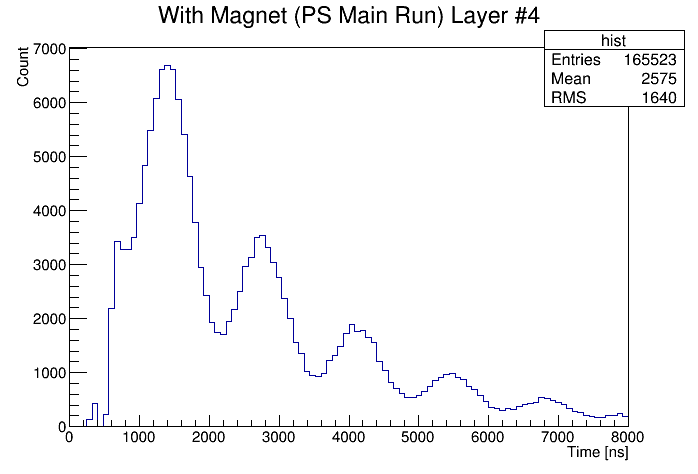 With Magnet (PS Main Run) Layer #4
hist
Entries 165523
Mean 2575
RMS 1640
Count
7000
6000
5000
4000
3000
2000
1000
0
0 1000 2000 3000 4000 5000 6000 7000 8000
Time [ns]